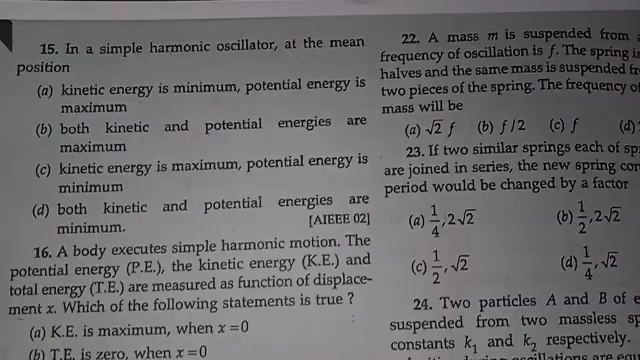 15. In a simple harmonic oscillator, at the mean
position
(a) kinetic energy is minimum, potential energy is
maximum
(b) both kinetic and potential energies are
maximum
(c) kinetic energy is maximum, potential energy is
minimum
(d) both kinetic and potential energies are
minimum. [AIEEE 02]
16. A body executes simple harmonic motion. The
potential energy (P.E.), the kinetic energy (K.E.) and
total energy (T.E.) are measured as function of displace-
ment x. Which of the following statements is true ?
(a) K.E. is maximum, when x = 0
(b) T.E. is zero, when x = 0
22. A mass m is suspended from
frequency of oscillation is f. The spring is
halves and the same mass is suspended
two pieces of the spring. The frequency of
mass will be
(a) √2 f (b) f/2 (c) f (d)
23. If two similar springs each of
are joined in series, the new spring
period would be changed by a factor
(a) 1/4, 2√2 (b) 1/2, 2√2
(c) 1/2, √2 (d) 1/4, √2
24. Two particles A and B of
suspended from two massless
constants k₁ and k₂ respectively.
oscillations are